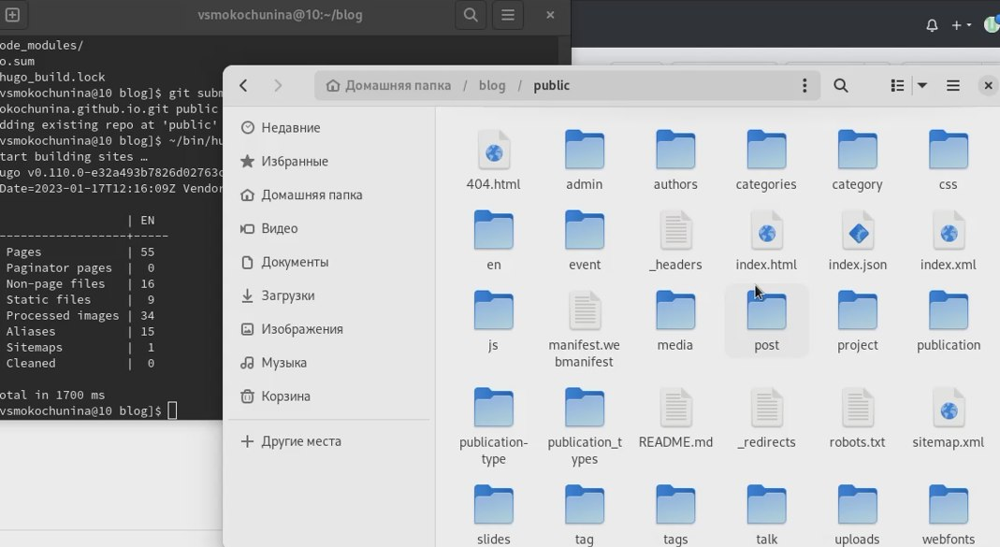 vsmokochunina@10:~/blog
ode_modules/
o.sum
hugo_build.lock
vsmokochunina@10 blog]$ git subm
okochunina.github.io.git public
dding existing repo at 'public'
vsmokochunina@10 blog]$ ~/bin/hu
tart building sites …
ugo v0.110.0-e32a493b7826d02763c
Date=2023-01-17T12:16:09Z Vendor
| EN
-------------------+-----
Pages | 55
Paginator pages | 0
Non-page files | 16
Static files | 9
Processed images | 34
Aliases | 15
Sitemaps | 1
Cleaned | 0
otal in 1700 ms
vsmokochunina@10 blog]$
Домашняя папка / blog / public
Недавние
Избранные
Домашняя папка
Видео
Документы
Загрузки
Изображения
Музыка
Корзина
Другие места
404.html admin authors categories category css
en event _headers index.html index.json index.xml
js manifest.we media post project publication
bmanifest
publication- publication_t README.md _redirects robots.txt sitemap.xml
type ypes
slides tag tags talk uploads webfonts